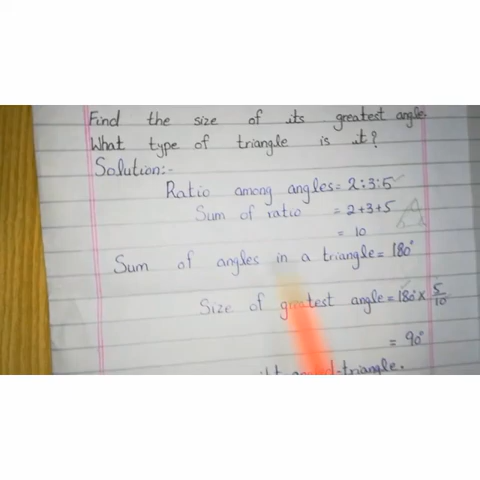 Find the size of its greatest angle.
What type of triangle is it?
Solution:-
Ratio among angles = 2:3:5
Sum of ratio = 2+3+5
= 10
Sum of angles in a triangle = 180°
Size of greatest angle = 180° × 5/10
= 90°
-triangle.